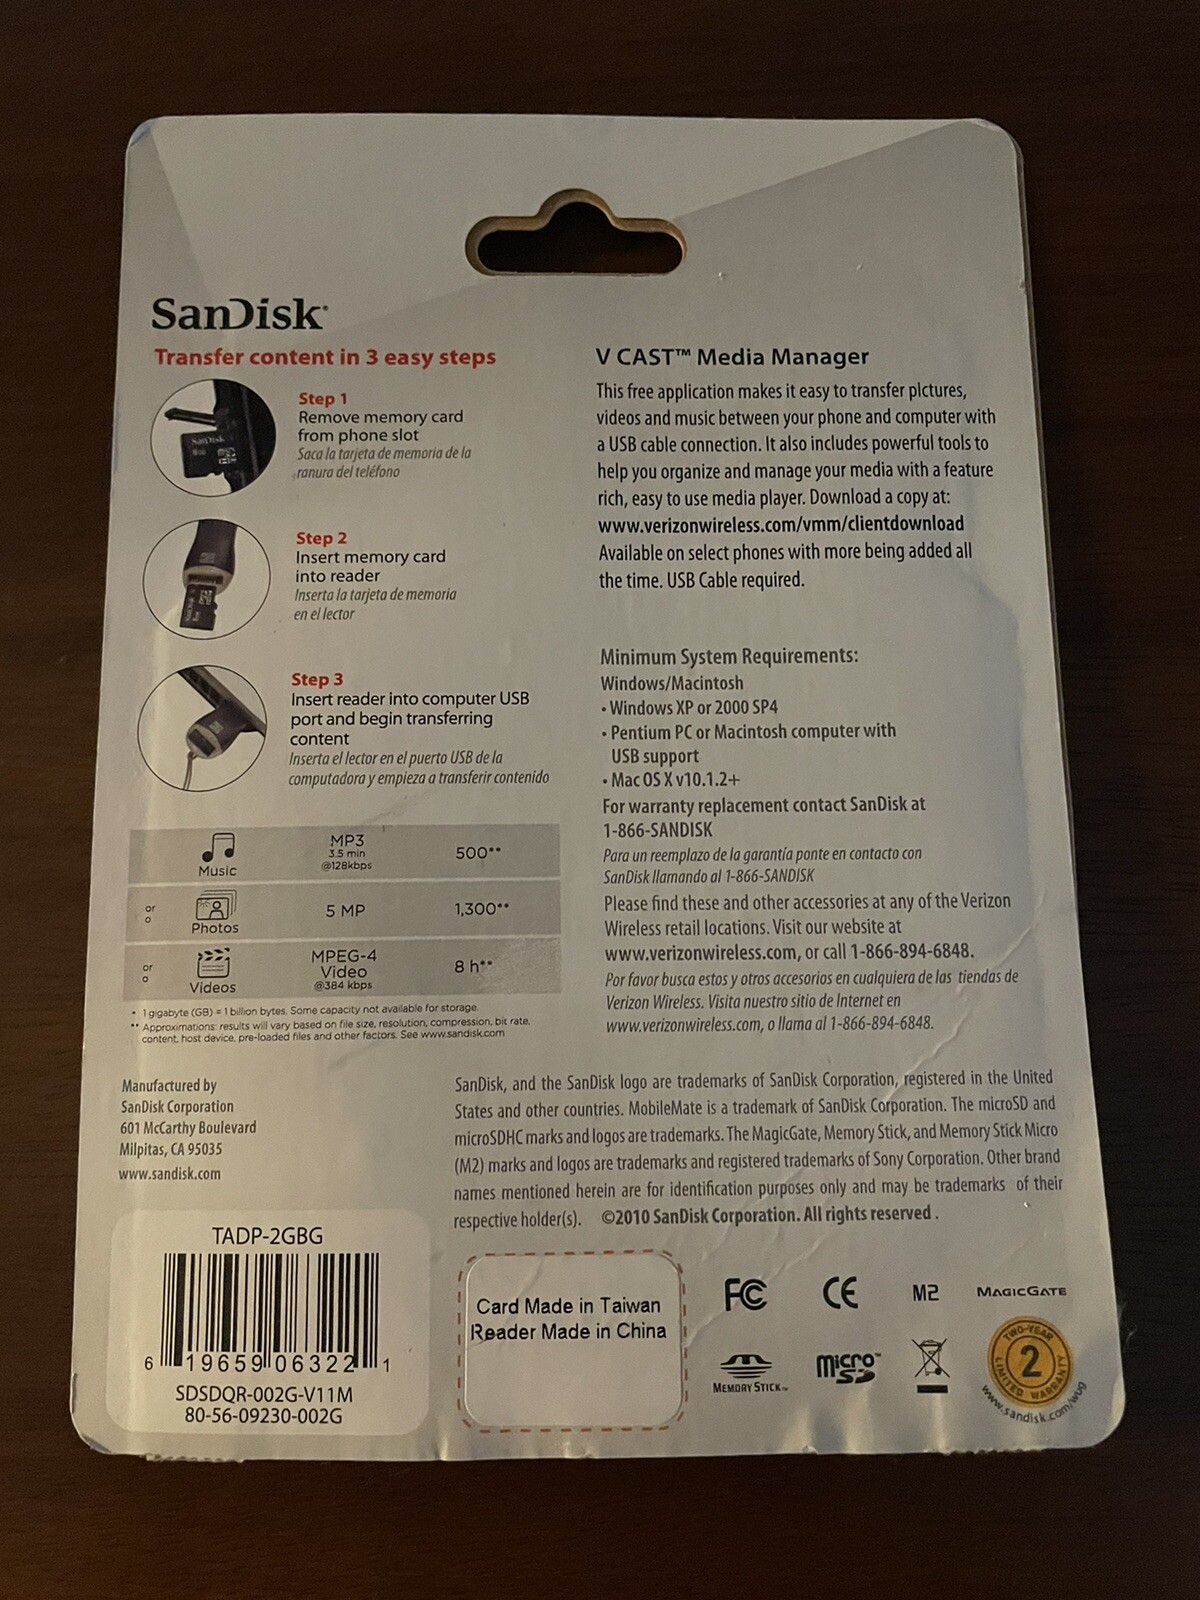 SanDisk
Transfer content in 3 easy steps
Step 1
Remove memory card
from phone slot
Saca la tarjeta de memoria de la
ranura del teléfono
Step 2
Insert memory card
into reader
Inserta la tarjeta de memoria
en el lector
Step 3
Insert reader into computer USB
port and begin transferring
content
Inserta el lector en el puerto USB de la
computadora y empieza a transferir contenido
Music
MP3
3.5 min
@128kbps
500**
or
o
Photos
5 MP
1,300**
or
o
Videos
MPEG-4
Video
@384 kbps
8 h**
* 1 gigabyte (GB) = 1 billion bytes. Some capacity not available for storage.
** Approximations: results will vary based on file size, resolution, compression, bit rate,
content, host device, pre-loaded files and other factors. See www.sandisk.com
V CAST™ Media Manager
This free application makes it easy to transfer pictures,
videos and music between your phone and computer with
a USB cable connection. It also includes powerful tools to
help you organize and manage your media with a feature
rich, easy to use media player. Download a copy at:
www.verizonwireless.com/vmm/clientdownload
Available on select phones with more being added all
the time. USB Cable required.
Minimum System Requirements:
Windows/Macintosh
• Windows XP or 2000 SP4
• Pentium PC or Macintosh computer with
USB support
• Mac OS X v10.1.2+
For warranty replacement contact SanDisk at
1-866-SANDISK
Para un reemplazo de la garantía ponte en contacto con
SanDisk llamando al 1-866-SANDISK
Please find these and other accessories at any of the Verizon
Wireless retail locations. Visit our website at
www.verizonwireless.com, or call 1-866-894-6848.
Por favor busca estos y otros accesorios en cualquiera de las tiendas de
Verizon Wireless. Visita nuestro sitio de Internet en
www.verizonwireless.com, o llama al 1-866-894-6848.
Manufactured by
SanDisk Corporation
601 McCarthy Boulevard
Milpitas, CA 95035
www.sandisk.com
SanDisk, and the SanDisk logo are trademarks of SanDisk Corporation, registered in the United
States and other countries. MobileMate is a trademark of SanDisk Corporation. The microSD and
microSDHC marks and logos are trademarks. The MagicGate, Memory Stick, and Memory Stick Micro
(M2) marks and logos are trademarks and registered trademarks of Sony Corporation. Other brand
names mentioned herein are for identification purposes only and may be trademarks of their
respective holder(s). ©2010 SanDisk Corporation. All rights reserved .
TADP-2GBG
6 19659 06322 1
SDSDQR-002G-V11M
80-56-09230-002G
Card Made in Taiwan
Reader Made in China
FC
CE
M2
MAGICGATE
MEMORY STICK™
micro™
SD
TWO-YEAR
2
LIMITED WARRANTY
www.sandisk.com/wug